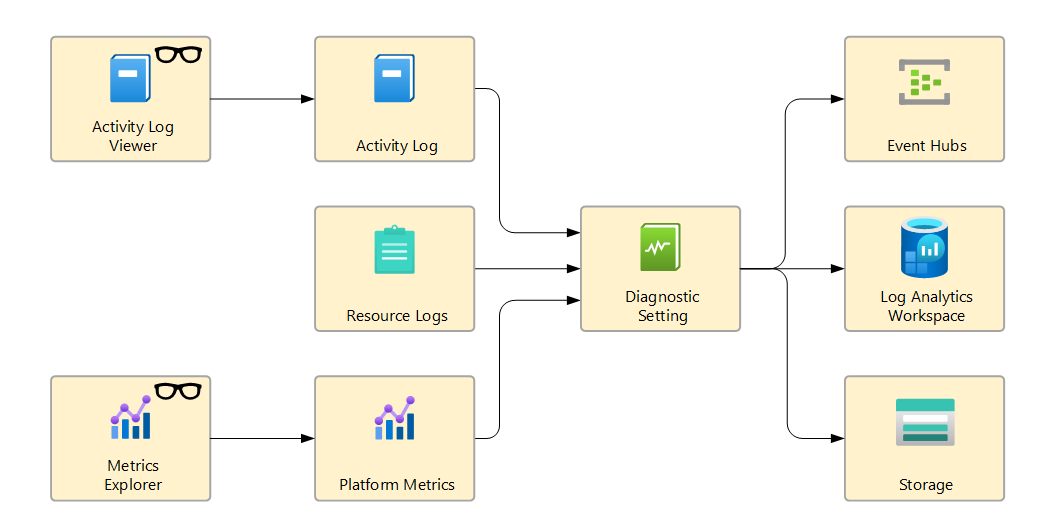 Activity Log
Viewer
Activity Log
Event Hubs
Resource Logs
Diagnostic
Setting
Log Analytics
Workspace
Metrics
Explorer
Platform Metrics
Storage